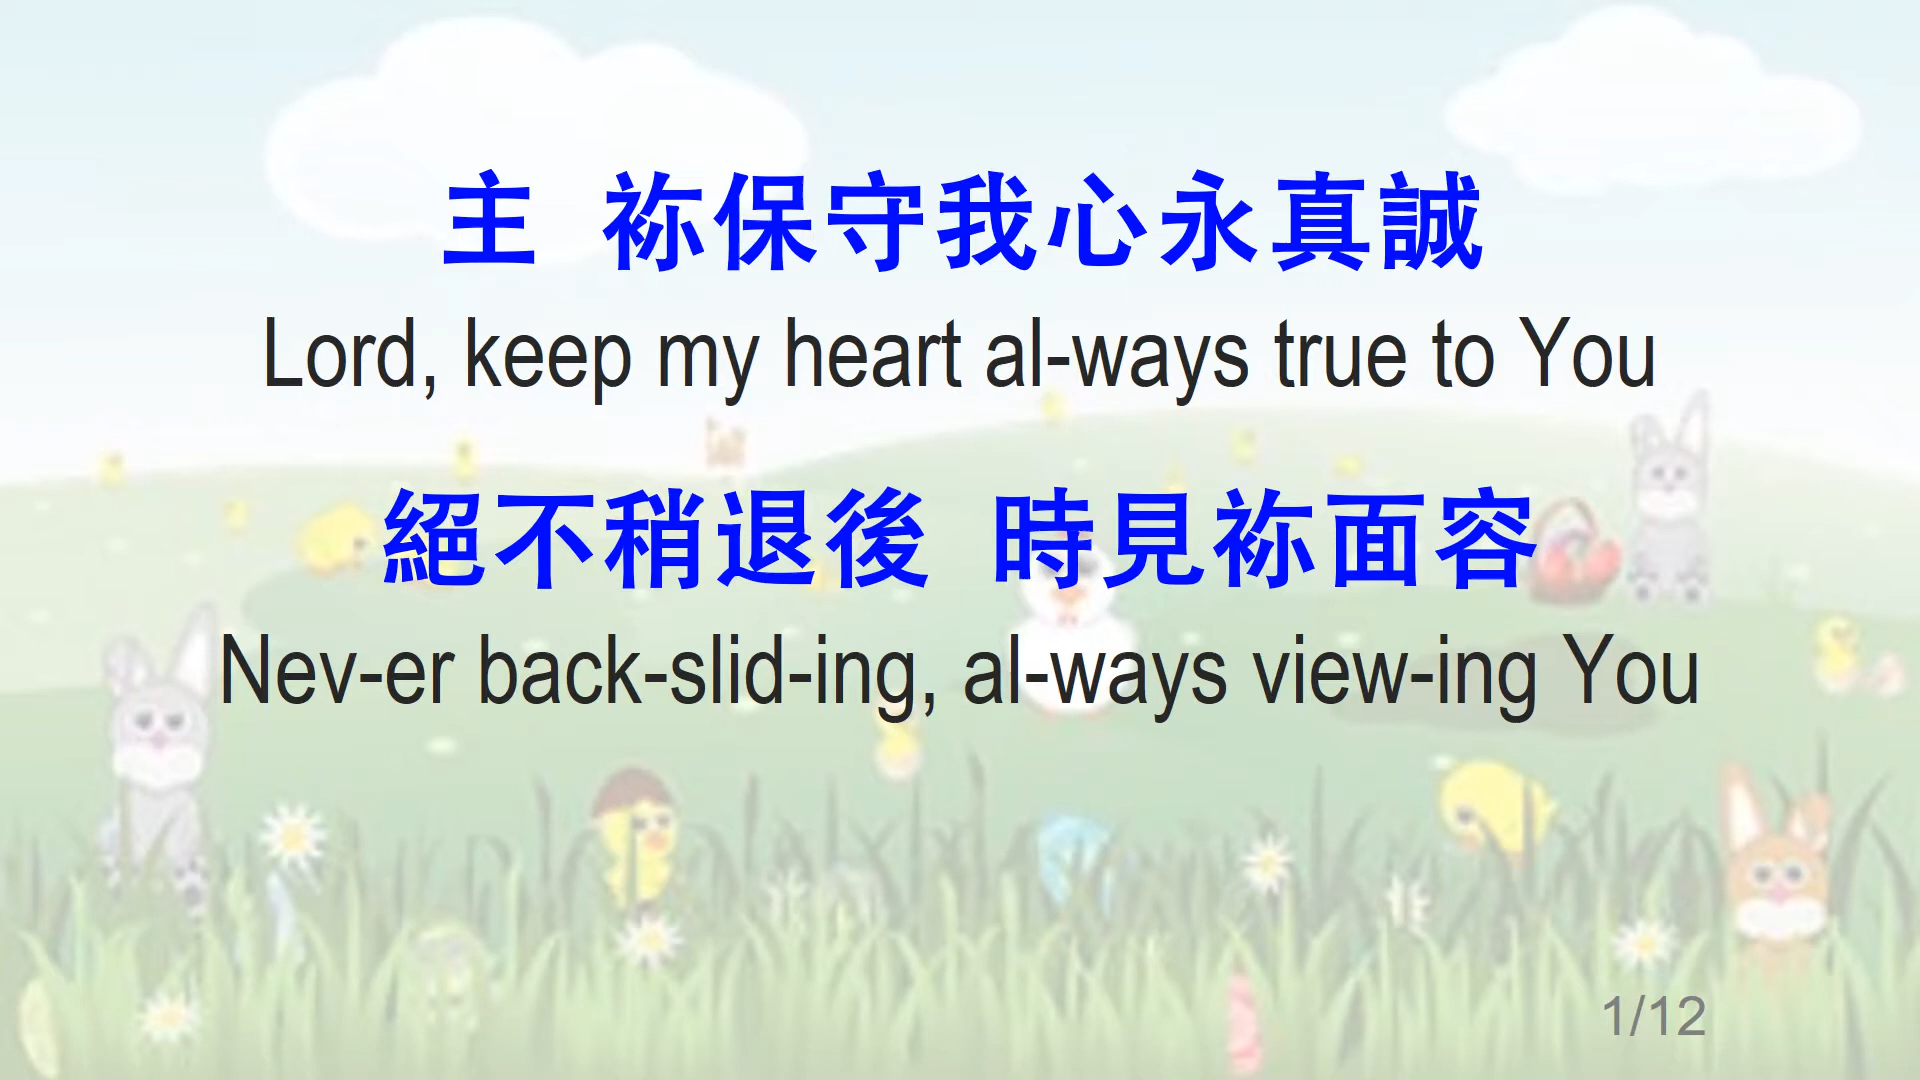 主 袮保守我心永真誠
Lord, keep my heart al-ways true to You
絕不稍退後 時見袮面容
Nev-er back-slid-ing, al-ways view-ing You
1/12